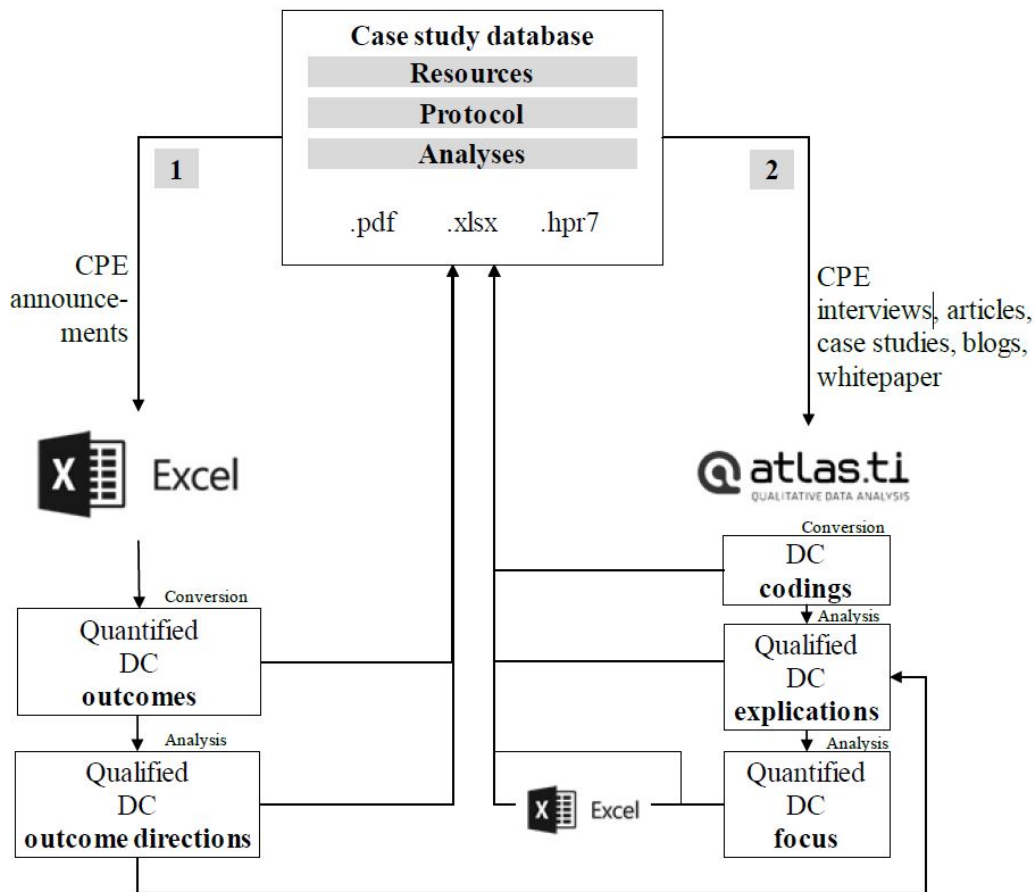 Case study database
Resources
Protocol
Analyses
.pdf .xlsx .hpr7
1
CPE
announce-
ments
X Excel
Conversion
Quantified
DC
outcomes
Analysis
Qualified
DC
outcome directions
2
CPE
interviews, articles,
case studies, blogs,
whitepaper
atlas.ti
QUALITATIVE DATA ANALYSIS
Conversion
DC
codings
Analysis
Qualified
DC
explications
Analysis
Quantified
DC
focus
X Excel